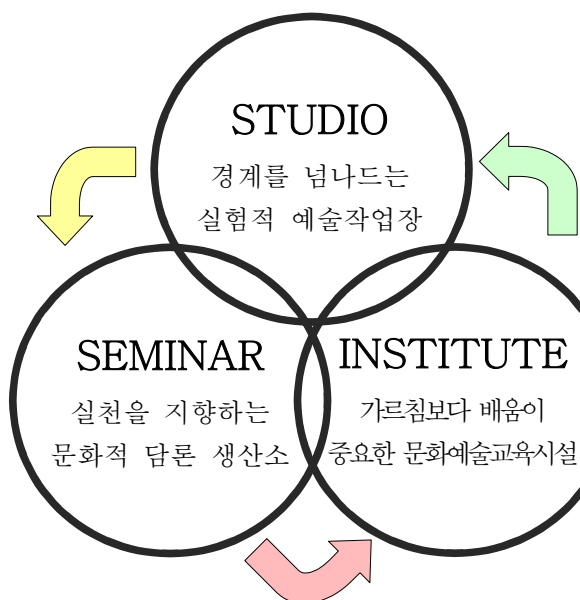 STUDIO
경계를 넘나드는
실험적 예술작업장
SEMINAR
실천을 지향하는
문화적 담론 생산소
INSTITUTE
가르침보다 배움이
중요한 문화예술교육시설